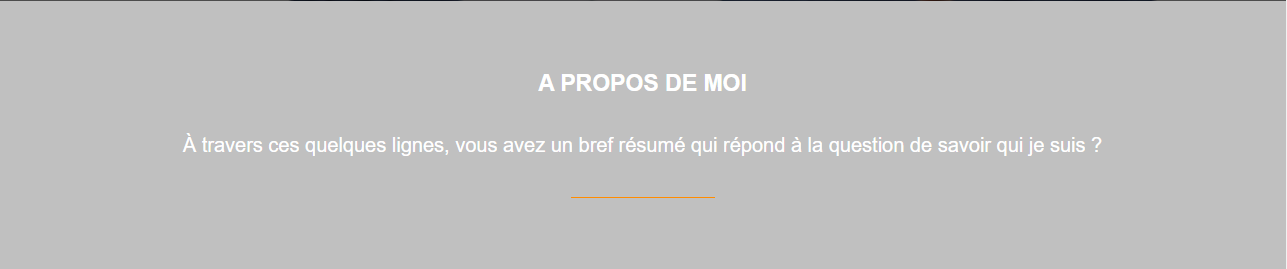 A PROPOS DE MOI
À travers ces quelques lignes, vous avez un bref résumé qui répond à la question de savoir qui je suis ?